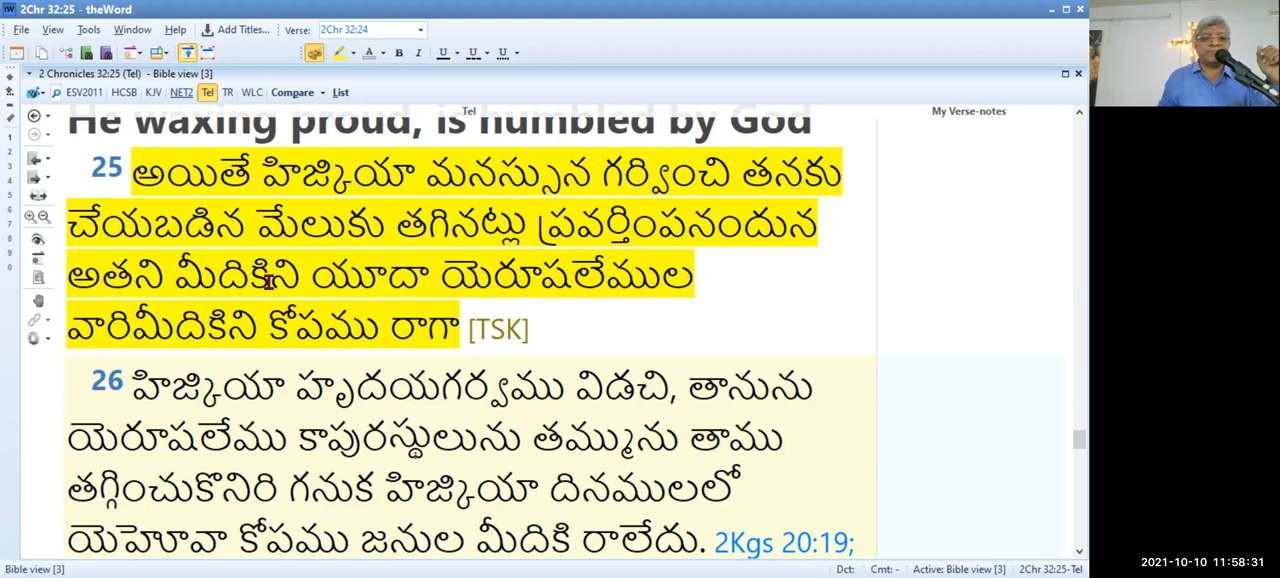 2Chr 32:25 - theWord
File View Tools Window Help Add Titles... Verse: 2Chr 32:24
2 Chronicles 32:25 (Tel) - Bible view [3]
ESV2011 HCSB KJV NET2 Tel TR WLC Compare List
Tel My Verse-notes
He waxing proud, is humbled by God
25 అయితే హిజ్కియా మనస్సున గర్వించి తనకు
చేయబడిన మేలుకు తగినట్లు ప్రవర్తింపనందున
అతని మీదికిని యూదా యెరూషలేముల
వారిమీదికిని కోపము రాగా [TSK]
26 హిజ్కియా హృదయగర్వము విడచి, తానును
యెరూషలేము కాపురస్థులును తమ్మును తాము
తగ్గించుకొనిరి గనుక హిజ్కియా దినములలో
యెహోవా కోపము జనుల మీదికి రాలేదు. 2Kgs 20:19;
Bible view [3] Dct: Cmt: - Active: Bible view [3] 2Chr 32:25-Tel
2021-10-10 11:58:31